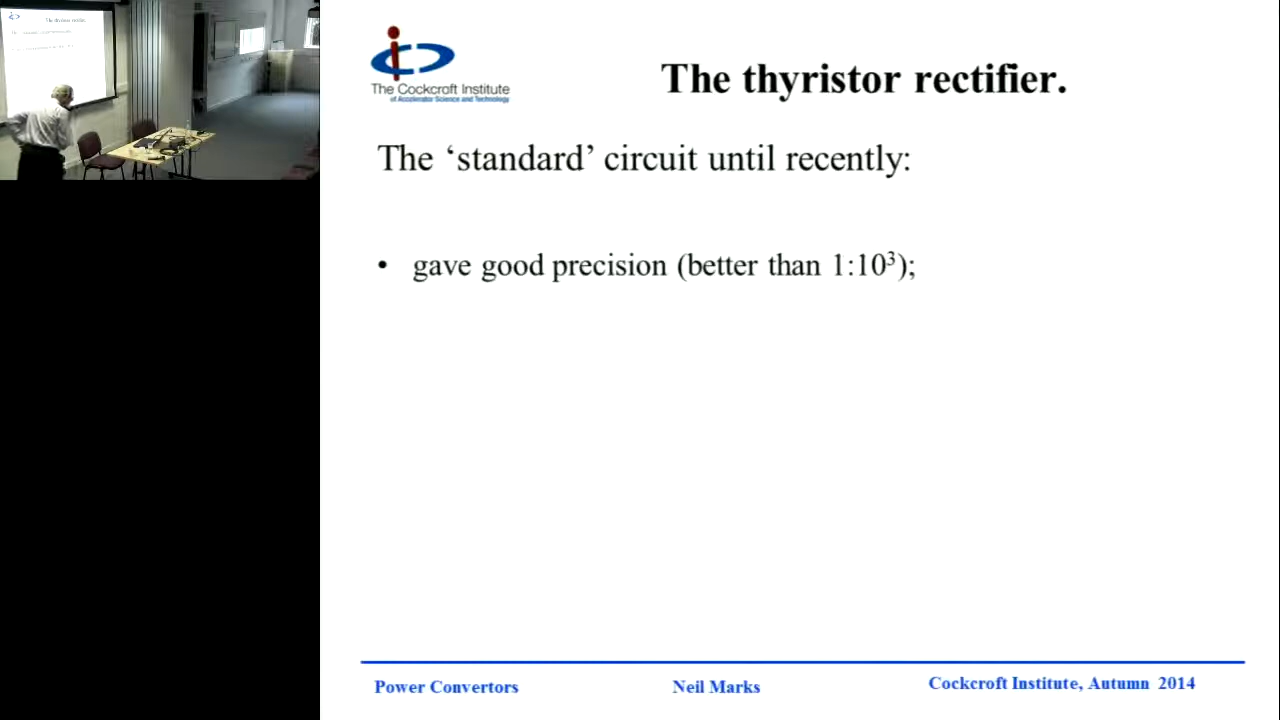 The Cockcroft Institute
of Accelerator Science and Technology
The thyristor rectifier.
The ‘standard’ circuit until recently:
• gave good precision (better than 1:10³);
Power Convertors
Neil Marks
Cockcroft Institute, Autumn 2014